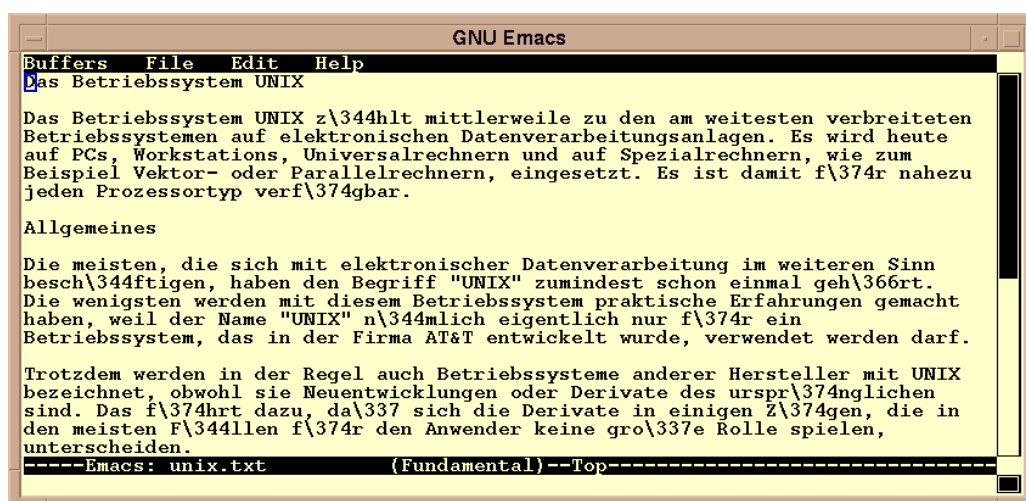 GNU Emacs
Buffers File Edit Help
Das Betriebssystem UNIX
Das Betriebssystem UNIX z\344hlt mittlerweile zu den am weitesten verbreiteten
Betriebssystemen auf elektronischen Datenverarbeitungsanlagen. Es wird heute
auf PCs, Workstations, Universalrechnern und auf Spezialrechnern, wie zum
Beispiel Vektor- oder Parallelrechnern, eingesetzt. Es ist damit f\374r nahezu
jeden Prozessortyp verf\374gbar.
Allgemeines
Die meisten, die sich mit elektronischer Datenverarbeitung im weiteren Sinn
besch\344ftigen, haben den Begriff "UNIX" zumindest schon einmal geh\366rt.
Die wenigsten werden mit diesem Betriebssystem praktische Erfahrungen gemacht
haben, weil der Name "UNIX" n\344mlich eigentlich nur f\374r ein
Betriebssystem, das in der Firma AT&T entwickelt wurde, verwendet werden darf.
Trotzdem werden in der Regel auch Betriebssysteme anderer Hersteller mit UNIX
bezeichnet, obwohl sie Neuentwicklungen oder Derivate des urspr\374nglichen
sind. Das f\374hrt dazu, da\337 sich die Derivate in einigen Z\374gen, die in
den meisten F\344llen f\374r den Anwender keine gro\337e Rolle spielen,
unterscheiden.
-----Emacs: unix.txt (Fundamental)--Top--------------------------------